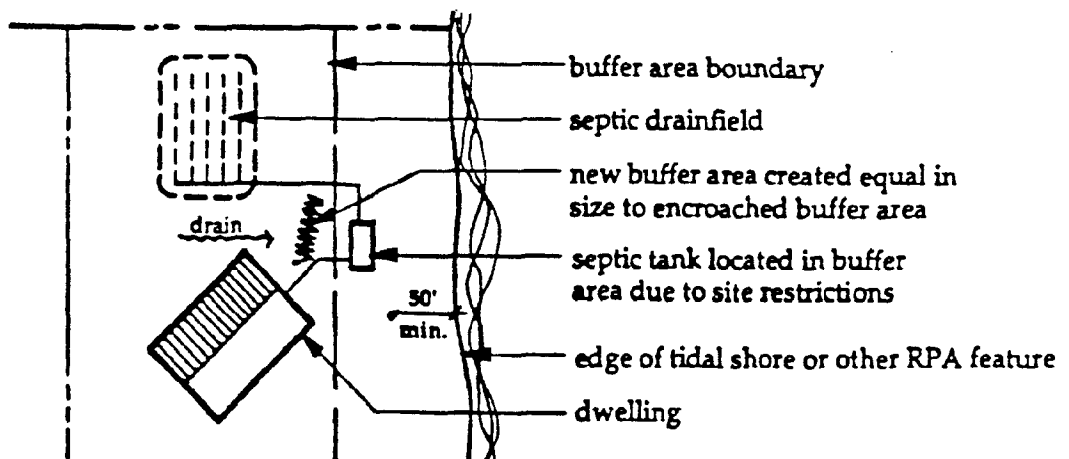 buffer area boundary
septic drainfield
new buffer area created equal in
size to encroached buffer area
drain
septic tank located in buffer
area due to site restrictions
50'
min.
edge of tidal shore or other RPA feature
dwelling